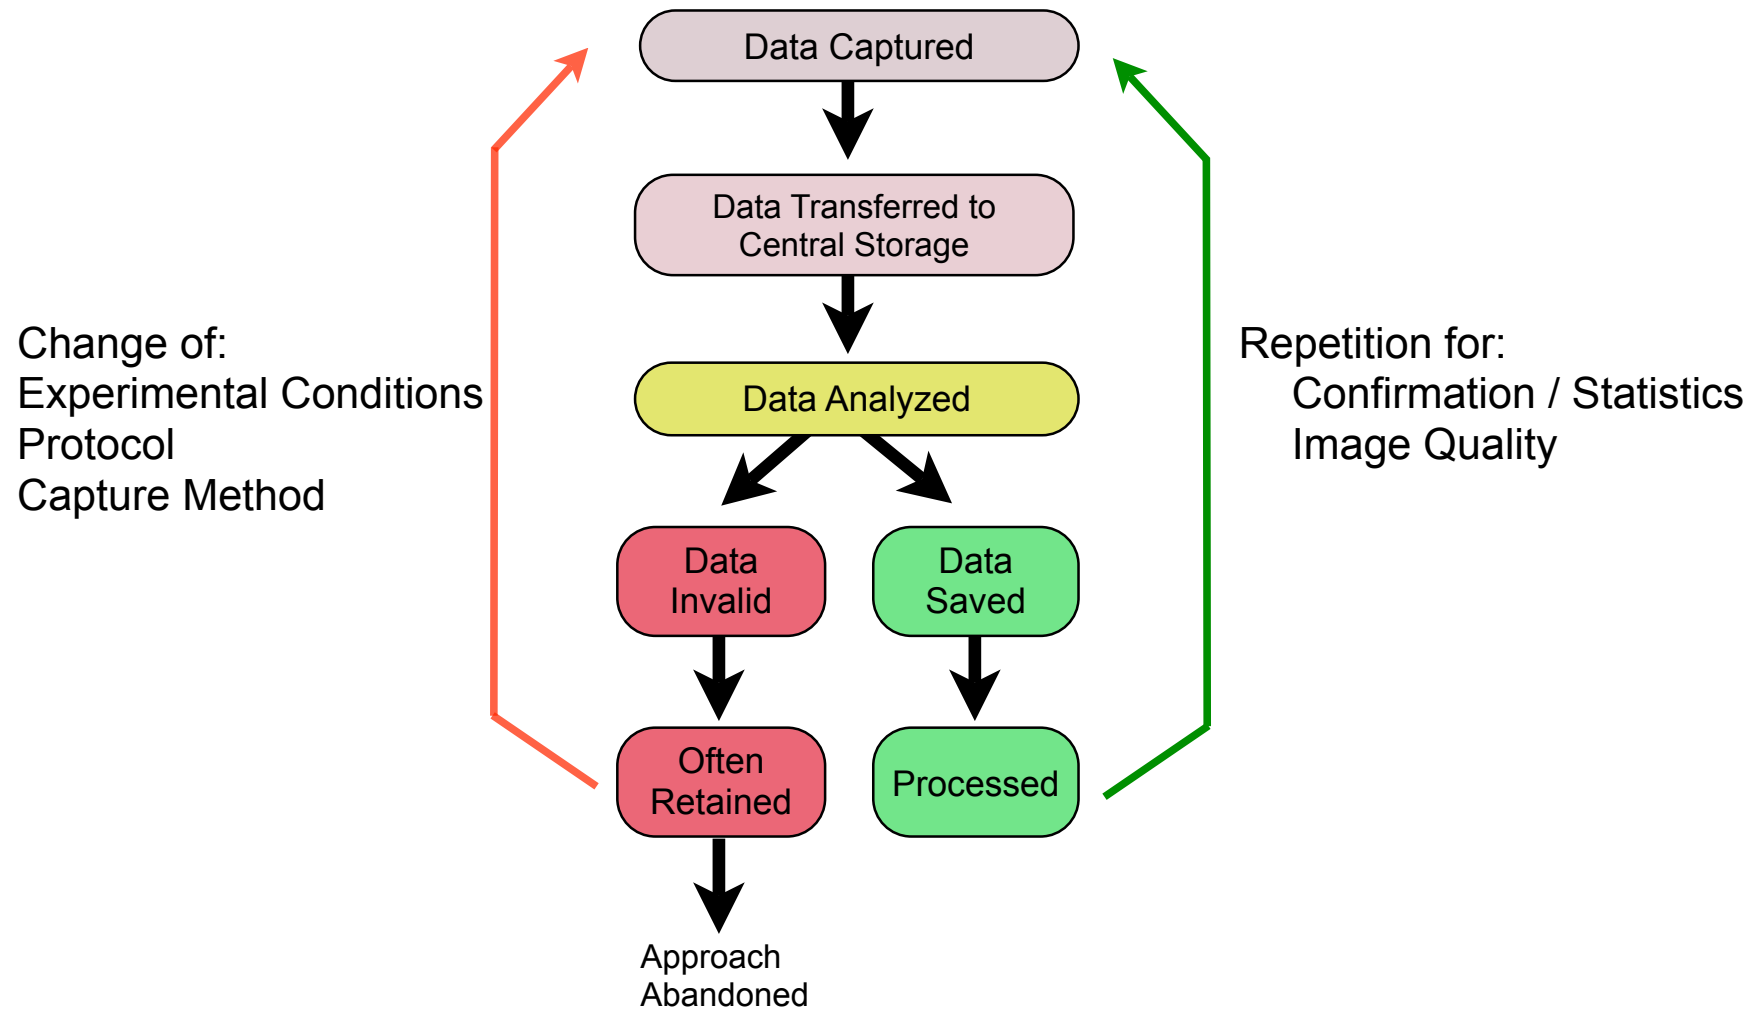 Data Captured
Data Transferred to
Central Storage
Change of:
Experimental Conditions
Protocol
Capture Method
Repetition for:
Confirmation / Statistics
Image Quality
Data Analyzed
Data
Invalid
Data
Saved
Often
Retained
Processed
Approach
Abandoned